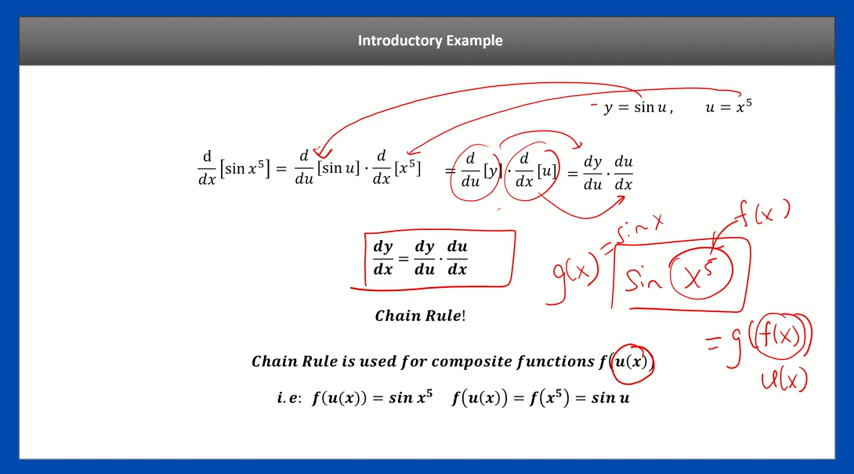 Introductory Example
y = sin u,   u = x⁵
d/dx [sin x⁵] = d/du [sin u] · d/dx [x⁵]   = d/du [y] · d/dx [u] = dy/du · du/dx
f(x)
g(x) = sin x
sin x⁵
dy/dx = dy/du · du/dx
Chain Rule!
= g(f(x))
Chain Rule is used for composite functions f(u(x))
u(x)
i.e: f(u(x)) = sin x⁵   f(u(x)) = f(x⁵) = sin u